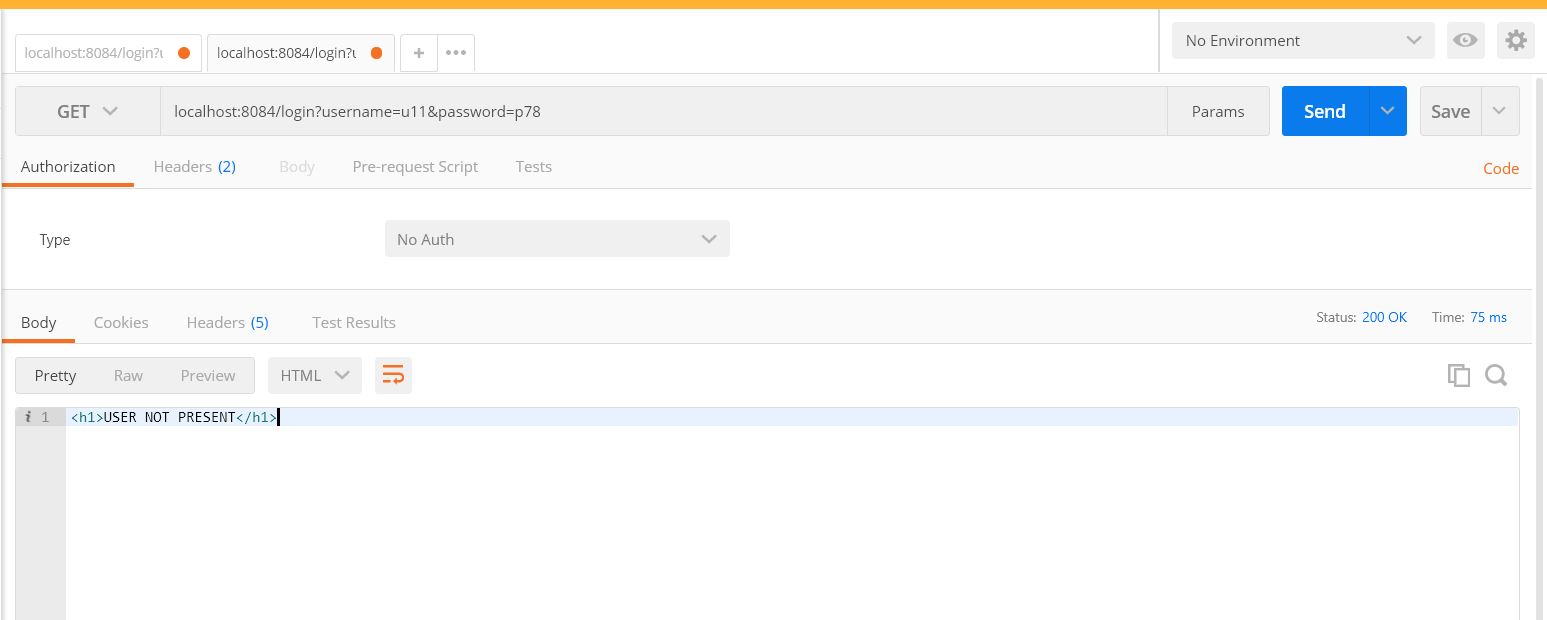 localhost:8084/login?u
localhost:8084/login?u
No Environment
GET
localhost:8084/login?username=u11&password=p78
Params
Send
Save
Authorization
Headers (2)
Body
Pre-request Script
Tests
Code
Type
No Auth
Body
Cookies
Headers (5)
Test Results
Status: 200 OK
Time: 75 ms
Pretty
Raw
Preview
HTML
i 1 <h1>USER NOT PRESENT</h1>